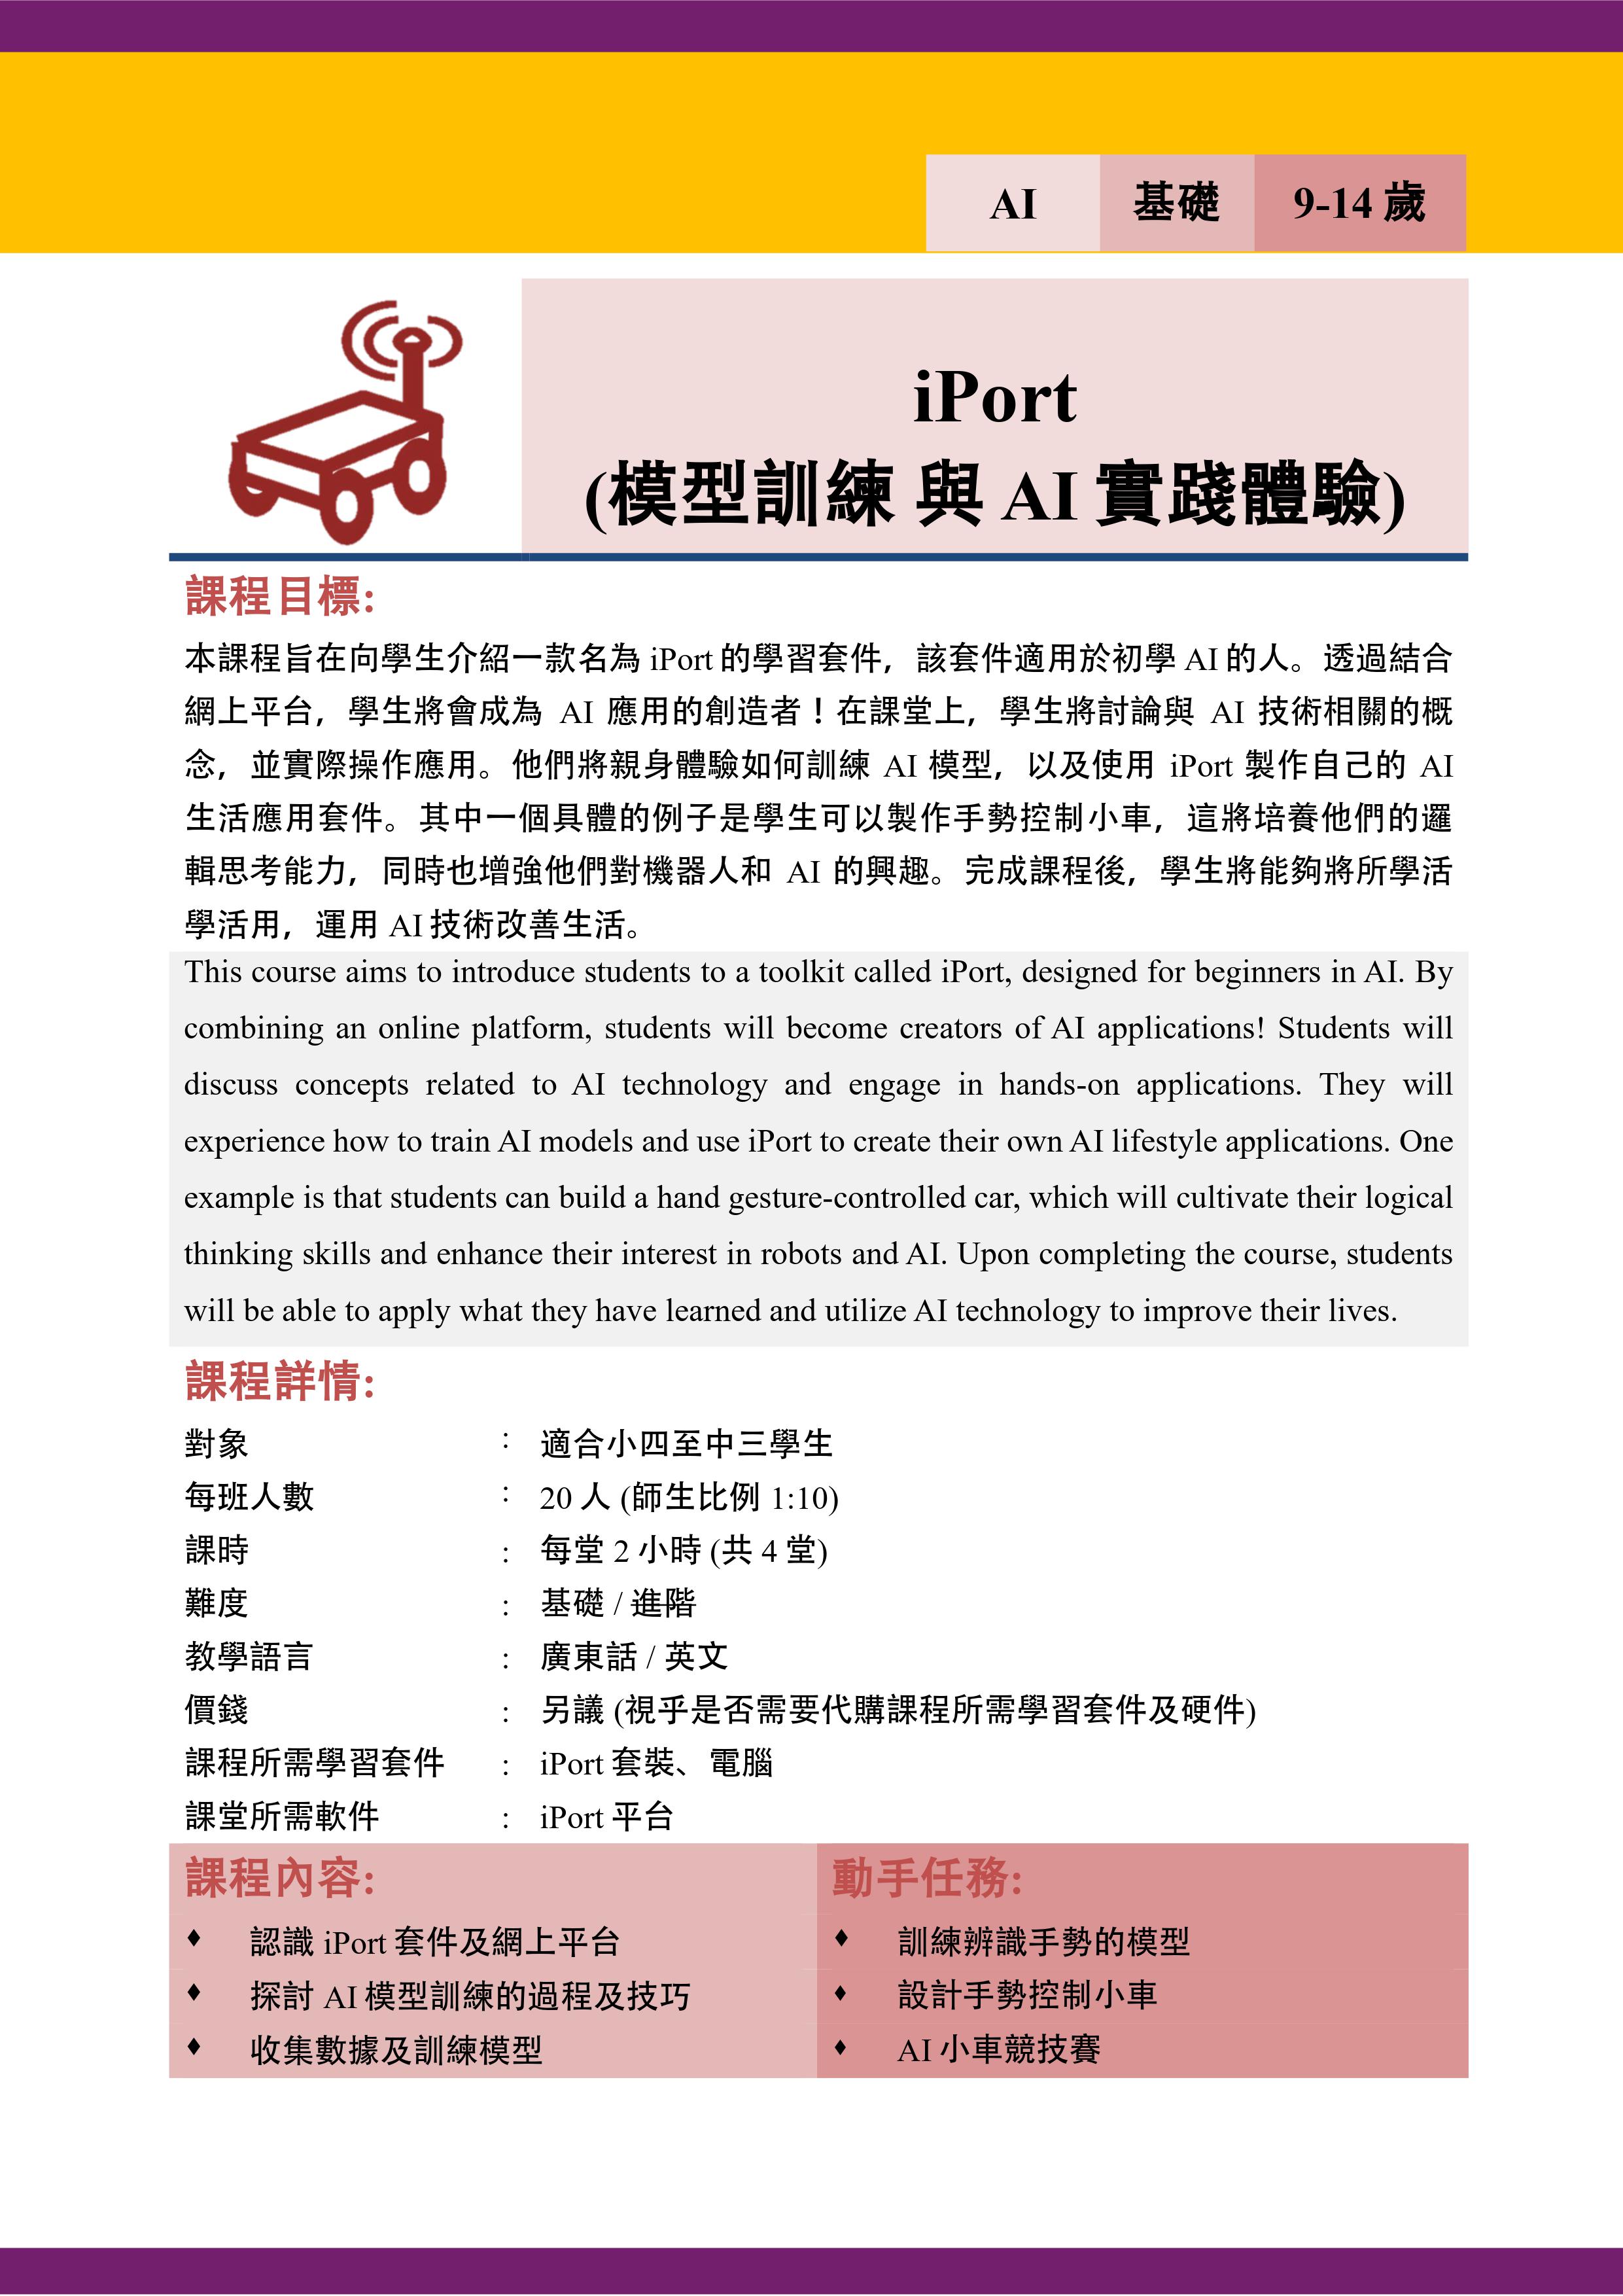 AI 基礎 9-14 歲
iPort
(模型訓練 與 AI 實踐體驗)
課程目標:
本課程旨在向學生介紹一款名為 iPort 的學習套件，該套件適用於初學 AI 的人。透過結合
網上平台，學生將會成為 AI 應用的創造者！在課堂上，學生將討論與 AI 技術相關的概
念，並實際操作應用。他們將親身體驗如何訓練 AI 模型，以及使用 iPort 製作自己的 AI
生活應用套件。其中一個具體的例子是學生可以製作手勢控制小車，這將培養他們的邏
輯思考能力，同時也增強他們對機器人和 AI 的興趣。完成課程後，學生將能夠將所學活
學活用，運用 AI 技術改善生活。
This course aims to introduce students to a toolkit called iPort, designed for beginners in AI. By
combining an online platform, students will become creators of AI applications! Students will
discuss concepts related to AI technology and engage in hands-on applications. They will
experience how to train AI models and use iPort to create their own AI lifestyle applications. One
example is that students can build a hand gesture-controlled car, which will cultivate their logical
thinking skills and enhance their interest in robots and AI. Upon completing the course, students
will be able to apply what they have learned and utilize AI technology to improve their lives.
課程詳情:
對象 : 適合小四至中三學生
每班人數 : 20 人 (師生比例 1:10)
課時 : 每堂 2 小時 (共 4 堂)
難度 : 基礎 / 進階
教學語言 : 廣東話 / 英文
價錢 : 另議 (視乎是否需要代購課程所需學習套件及硬件)
課程所需學習套件 : iPort 套裝、電腦
課堂所需軟件 : iPort 平台
課程內容:
♦ 認識 iPort 套件及網上平台
♦ 探討 AI 模型訓練的過程及技巧
♦ 收集數據及訓練模型
動手任務:
♦ 訓練辨識手勢的模型
♦ 設計手勢控制小車
♦ AI 小車競技賽